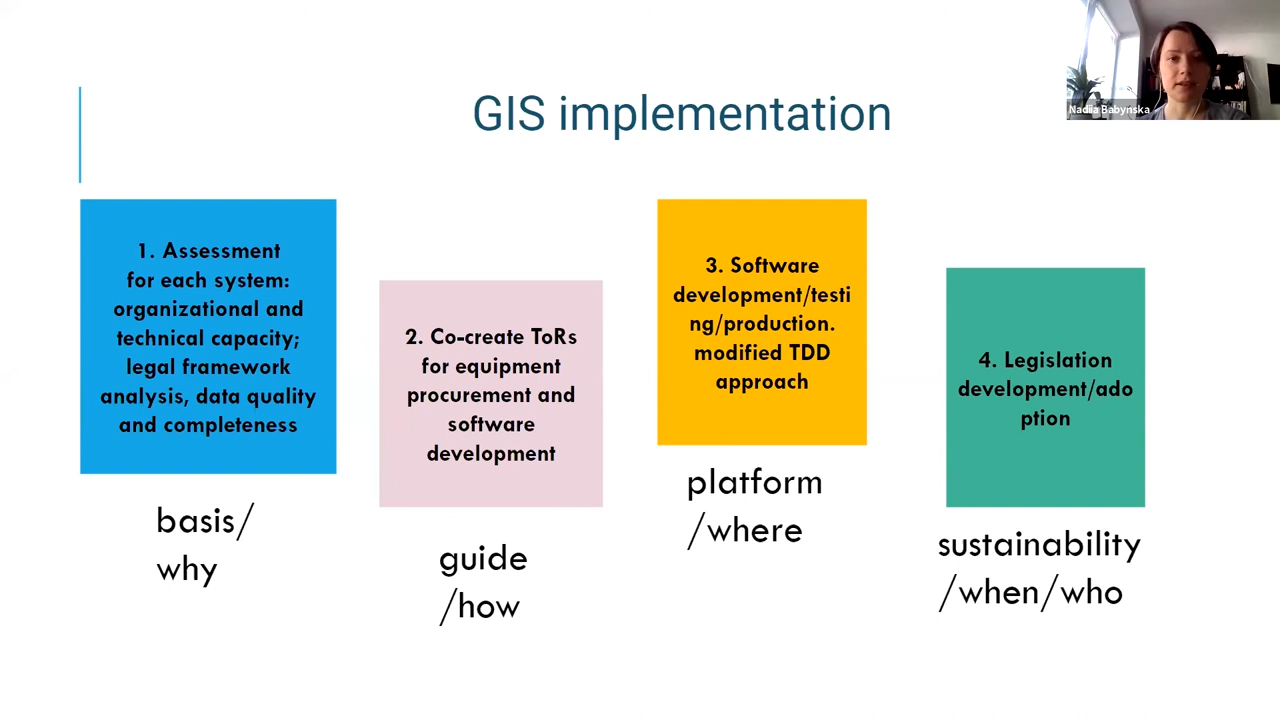 GIS implementation
Nadiia Babyńska
1. Assessment
for each system:
organizational and
technical capacity;
legal framework
analysis, data quality
and completeness
basis/
why
2. Co-create ToRs
for equipment
procurement and
software
development
guide
/how
3. Software
development/testi
ng/production.
modified TDD
approach
platform
/where
4. Legislation
development/ado
ption
sustainability
/when/who